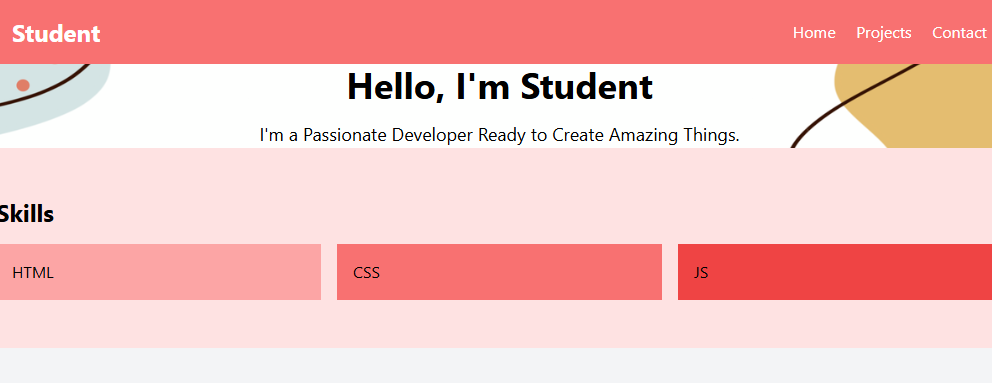 Student
Home Projects Contact
Hello, I'm Student
I'm a Passionate Developer Ready to Create Amazing Things.
Skills
HTML CSS JS